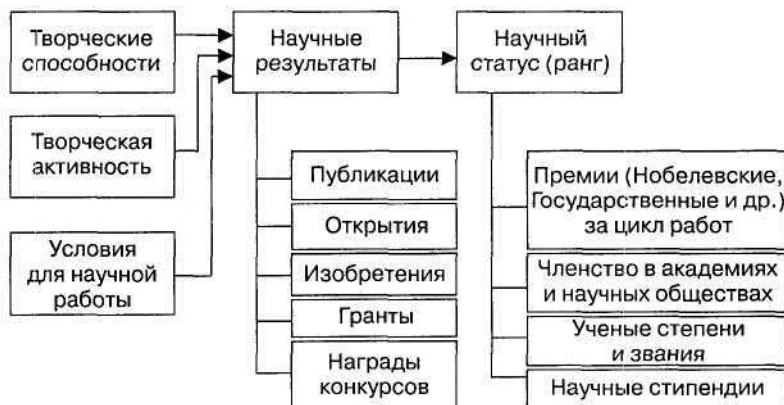 Творческие
способности
Творческая
активность
Условия
для научной
работы
Научные
результаты
Публикации
Открытия
Изобретения
Гранты
Награды
конкурсов
Научный
статус (ранг)
Премии (Нобелевские,
Государственные и др.)
за цикл работ
Членство в академиях
и научных обществах
Ученые степени
и звания
Научные стипендии